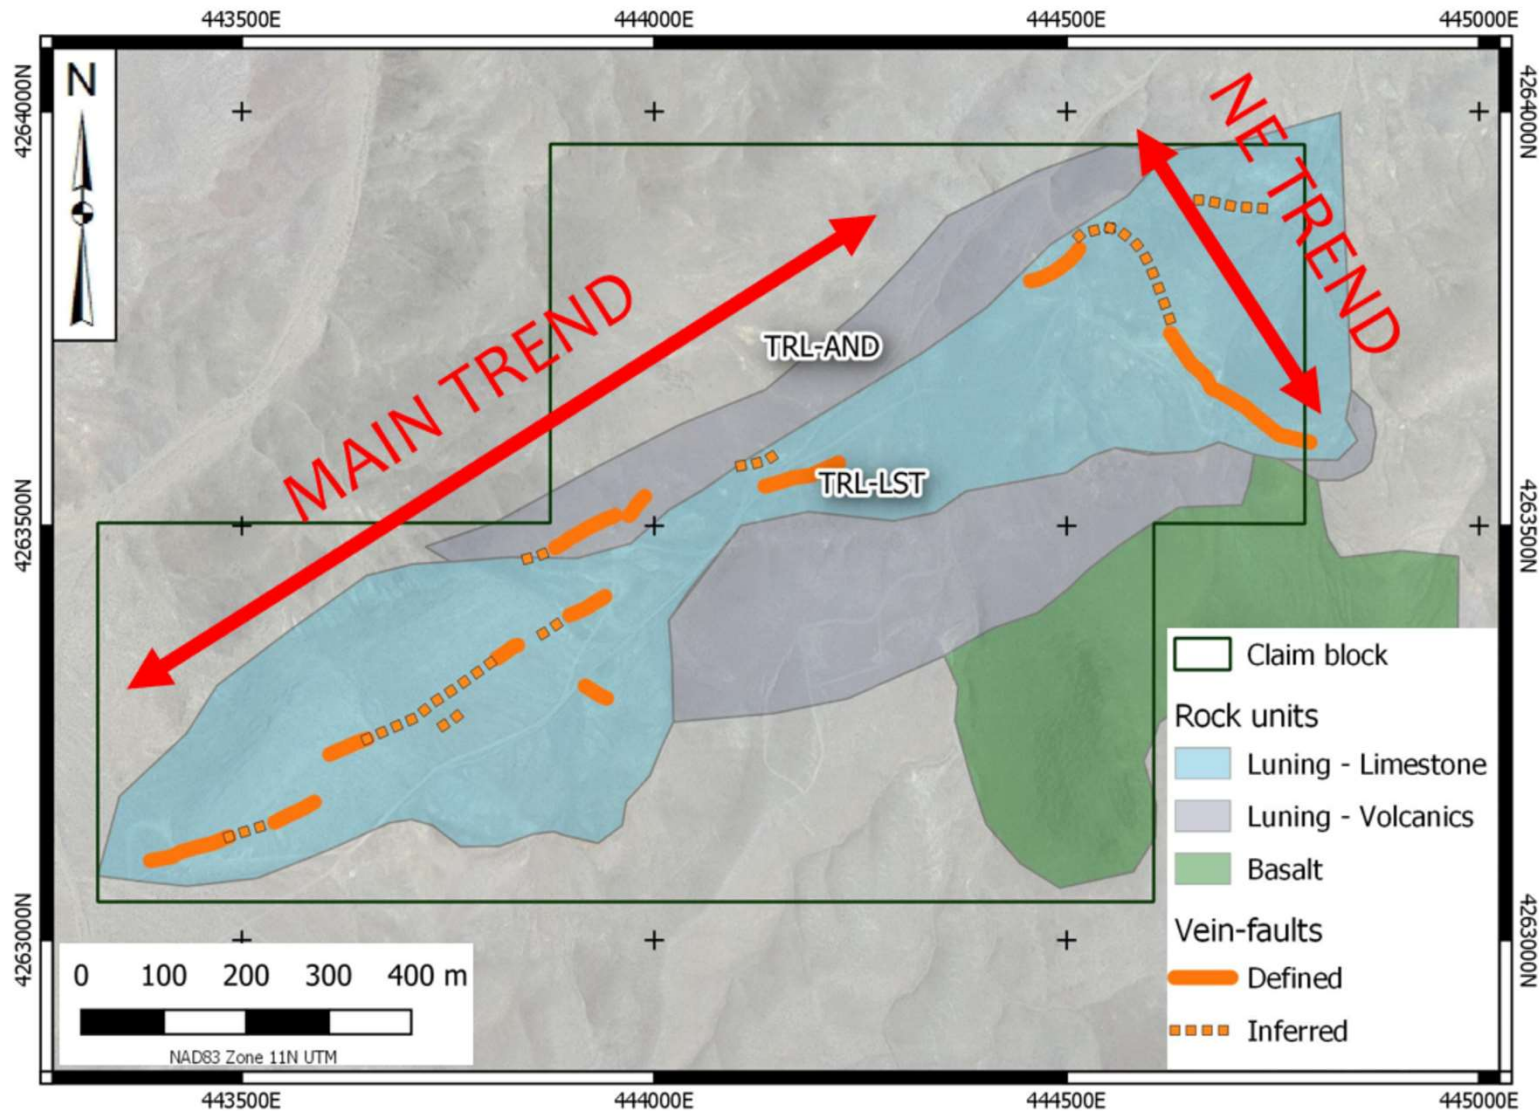 443500E
444000E
444500E
445000E
N
4264000N
4264000N
NE TREND
MAIN TREND
TRL-AND
TRL-LST
4263500N
4263500N
Claim block
Rock units
Luning - Limestone
Luning - Volcanics
Basalt
Vein-faults
Defined
Inferred
4263000N
4263000N
0 100 200 300 400 m
NAD83 Zone 11N UTM
443500E
444000E
444500E
445000E